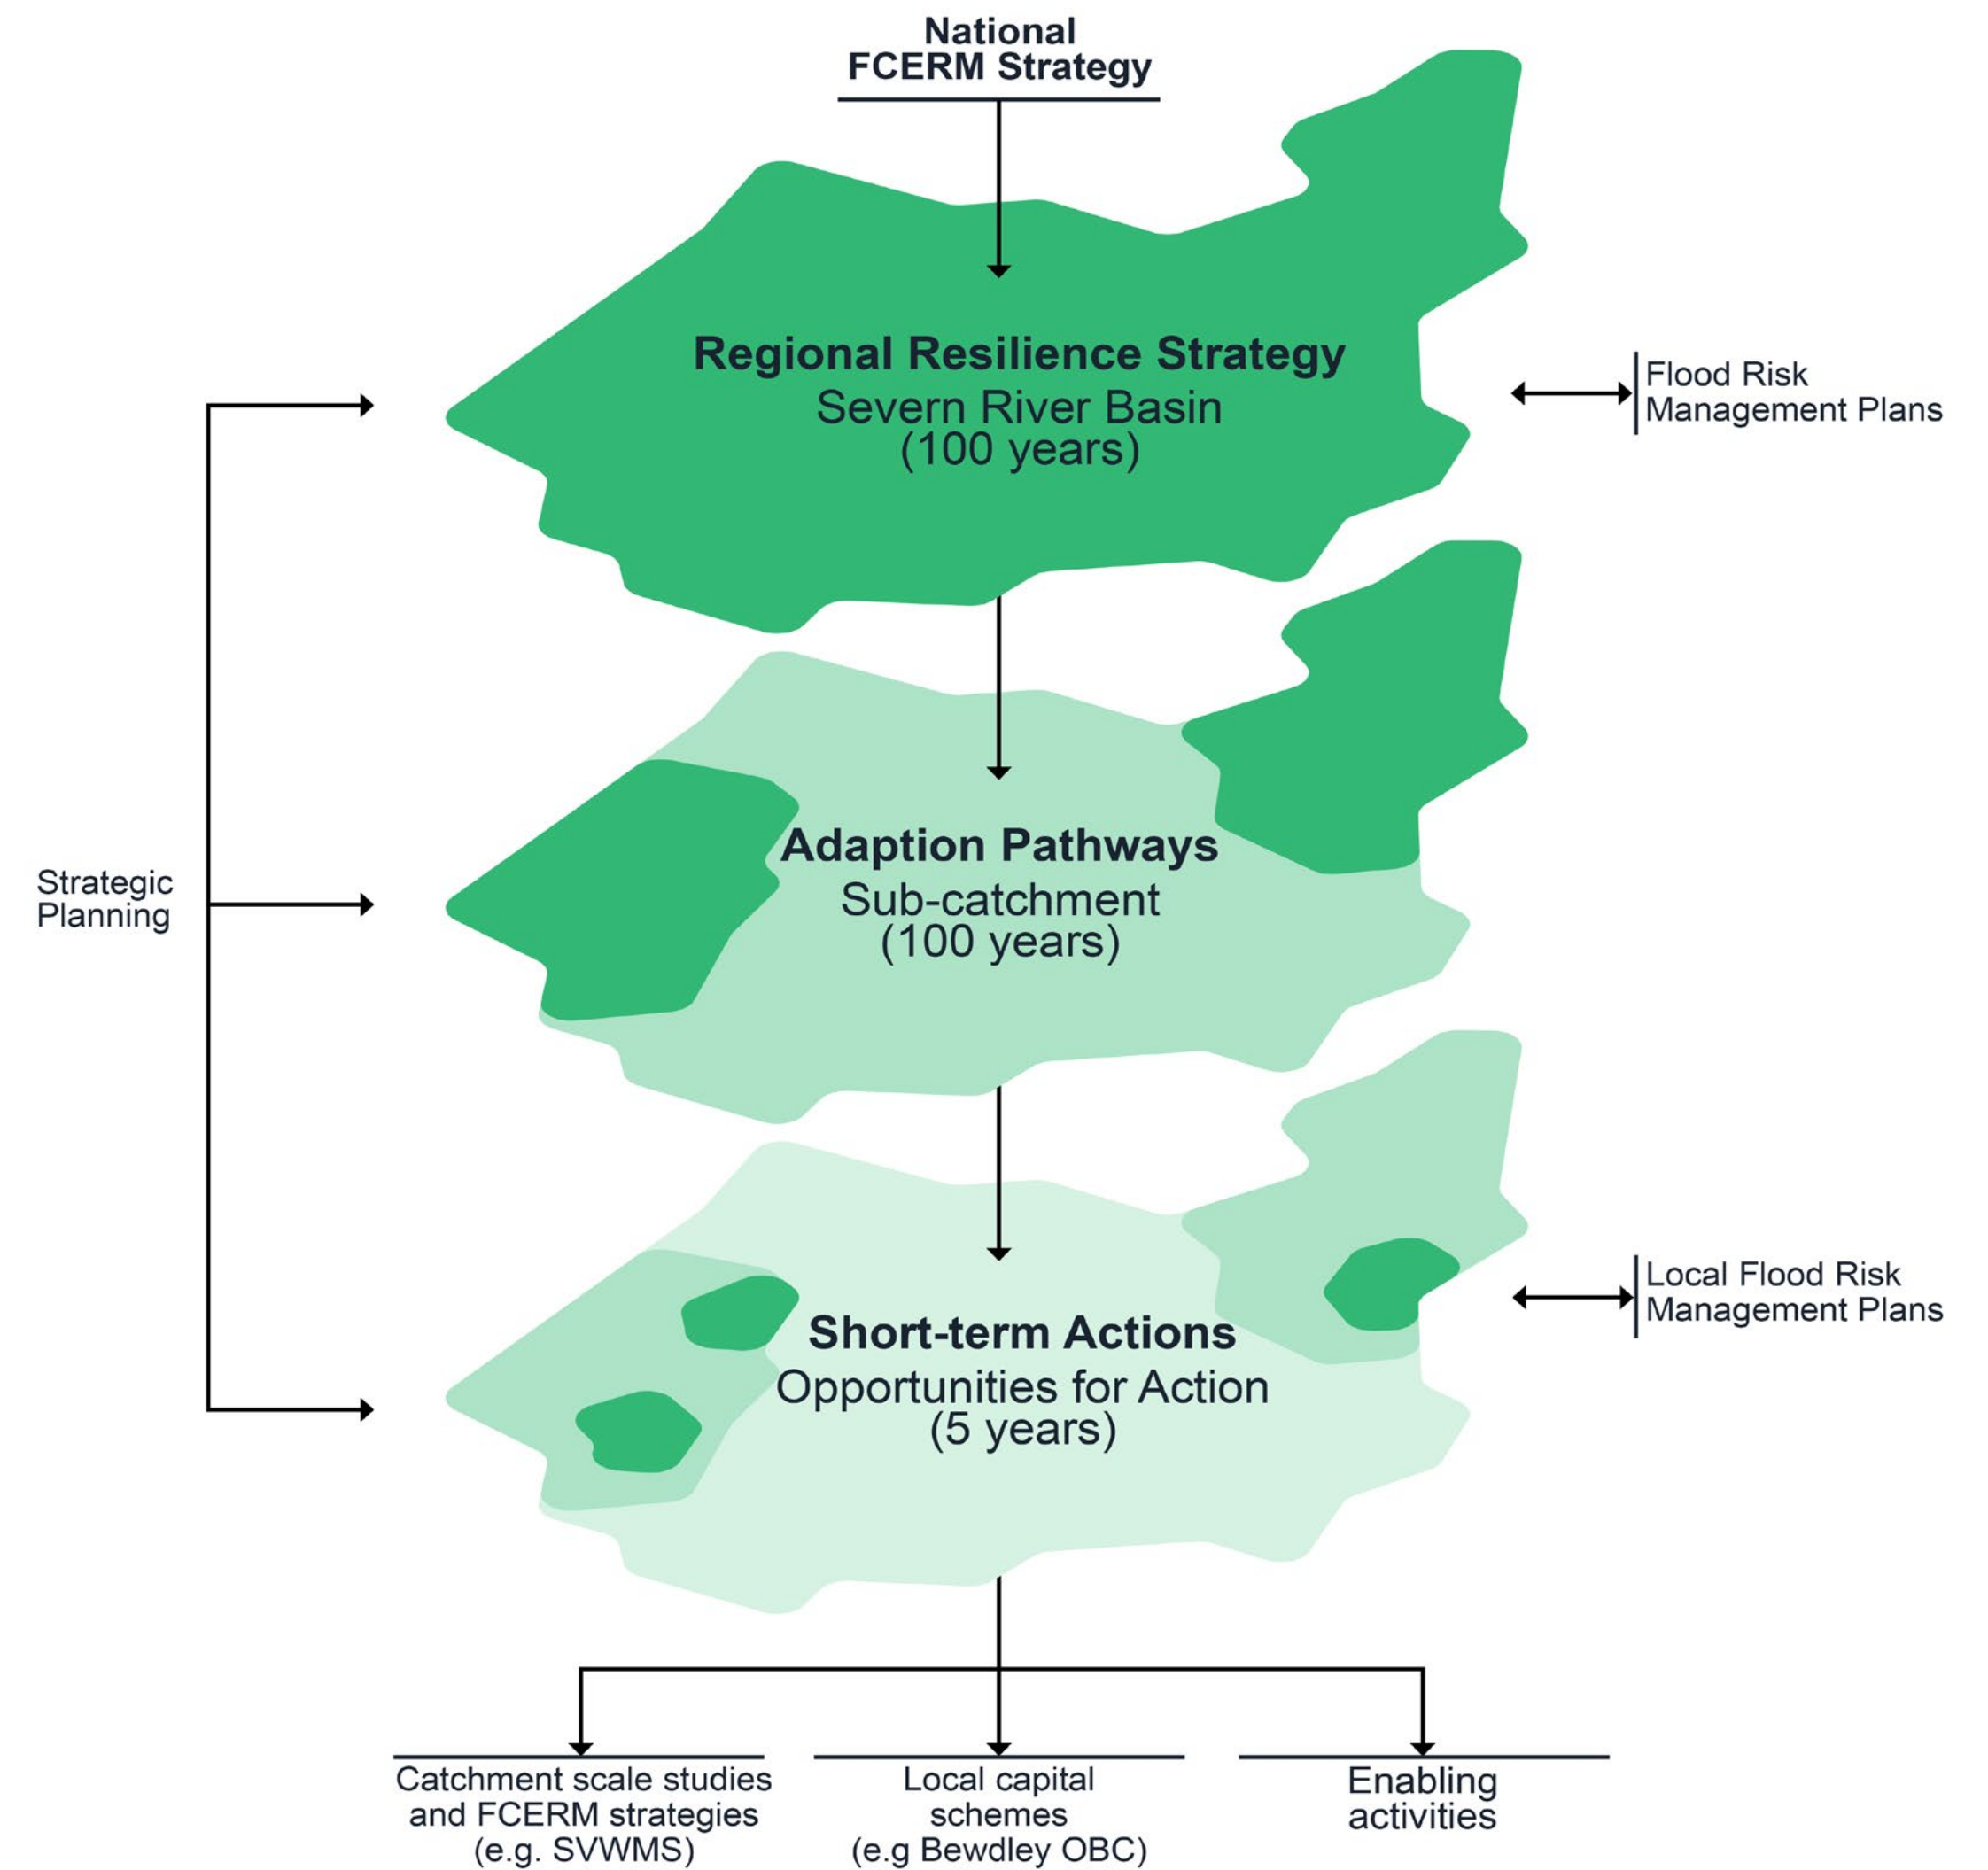 National
FCERM Strategy
Regional Resilience Strategy
Severn River Basin
(100 years)
Flood Risk
Management Plans
Adaption Pathways
Sub-catchment
(100 years)
Strategic
Planning
Short-term Actions
Opportunities for Action
(5 years)
Local Flood Risk
Management Plans
Catchment scale studies
and FCERM strategies
(e.g. SVWMS)
Local capital
schemes
(e.g Bewdley OBC)
Enabling
activities